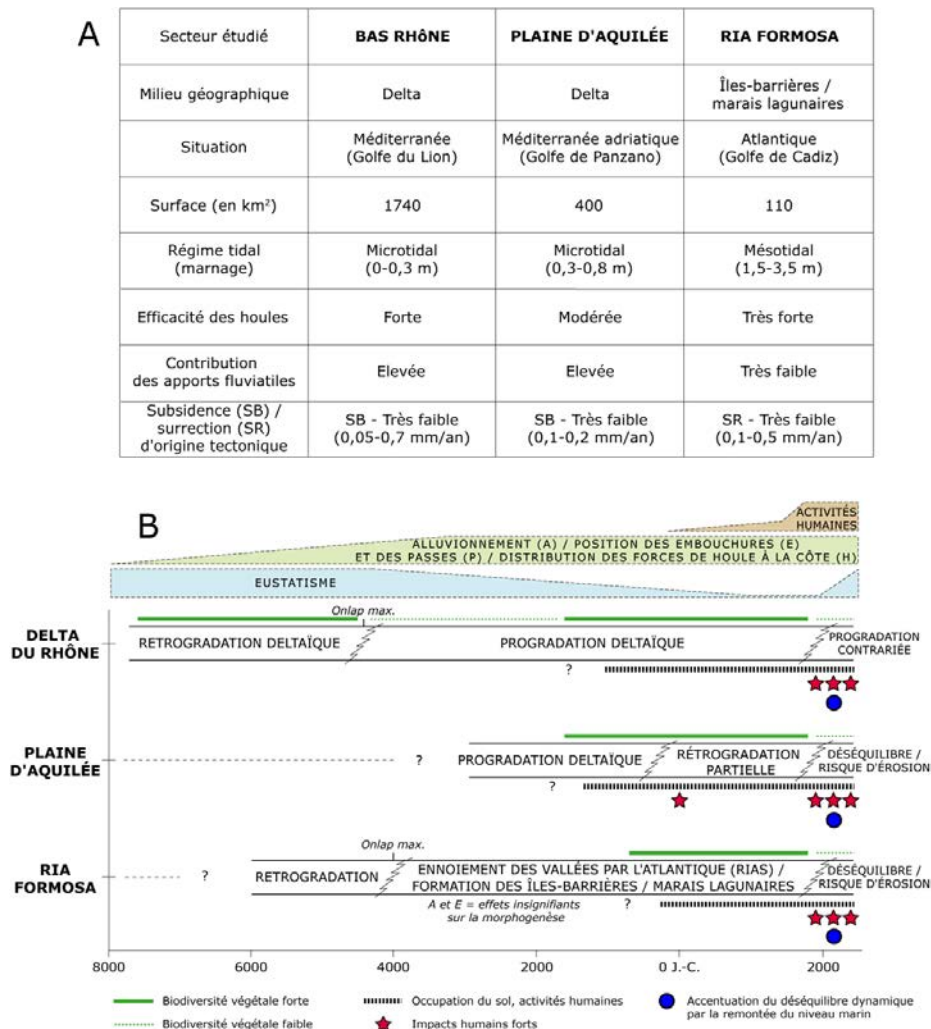 A
Secteur étudié BAS RHôNE PLAINE D'AQUILÉE RIA FORMOSA
Milieu géographique Delta Delta Îles-barrières / marais lagunaires
Situation Méditerranée (Golfe du Lion) Méditerranée adriatique (Golfe de Panzano) Atlantique (Golfe de Cadiz)
Surface (en km²) 1740 400 110
Régime tidal (marnage) Microtidal (0-0,3 m) Microtidal (0,3-0,8 m) Mésotidal (1,5-3,5 m)
Efficacité des houles Forte Modérée Très forte
Contribution des apports fluviatiles Elevée Elevée Très faible
Subsidence (SB) / surrection (SR) d'origine tectonique SB - Très faible (0,05-0,7 mm/an) SB - Très faible (0,1-0,2 mm/an) SR - Très faible (0,1-0,5 mm/an)
B
ACTIVITÉS
HUMAINES
ALLUVIONNEMENT (A) / POSITION DES EMBOUCHURES (E)
ET DES PASSES (P) / DISTRIBUTION DES FORCES DE HOULE À LA CÔTE (H)
EUSTATISME
Onlap max.
DELTA
DU RHÔNE
RETROGRADATION DELTAÏQUE
PROGRADATION DELTAÏQUE
PROGRADATION
CONTRARIÉE
?
PLAINE
D'AQUILÉE
?
PROGRADATION DELTAÏQUE
RÉTROGRADATION
PARTIELLE
DÉSÉQUILIBRE /
RISQUE D'ÉROSION
?
Onlap max.
RIA
FORMOSA
?
RETROGRADATION
ENNOIEMENT DES VALLÉES PAR L'ATLANTIQUE (RIAS) /
FORMATION DES ÎLES-BARRIÈRES / MARAIS LAGUNAIRES
DÉSÉQUILIBRE /
RISQUE D'ÉROSION
A et E = effets insignifiants
sur la morphogenèse
?
8000 6000 4000 2000 0 J.-C. 2000
Biodiversité végétale forte
Biodiversité végétale faible
Occupation du sol, activités humaines
Impacts humains forts
Accentuation du déséquilibre dynamique
par la remontée du niveau marin